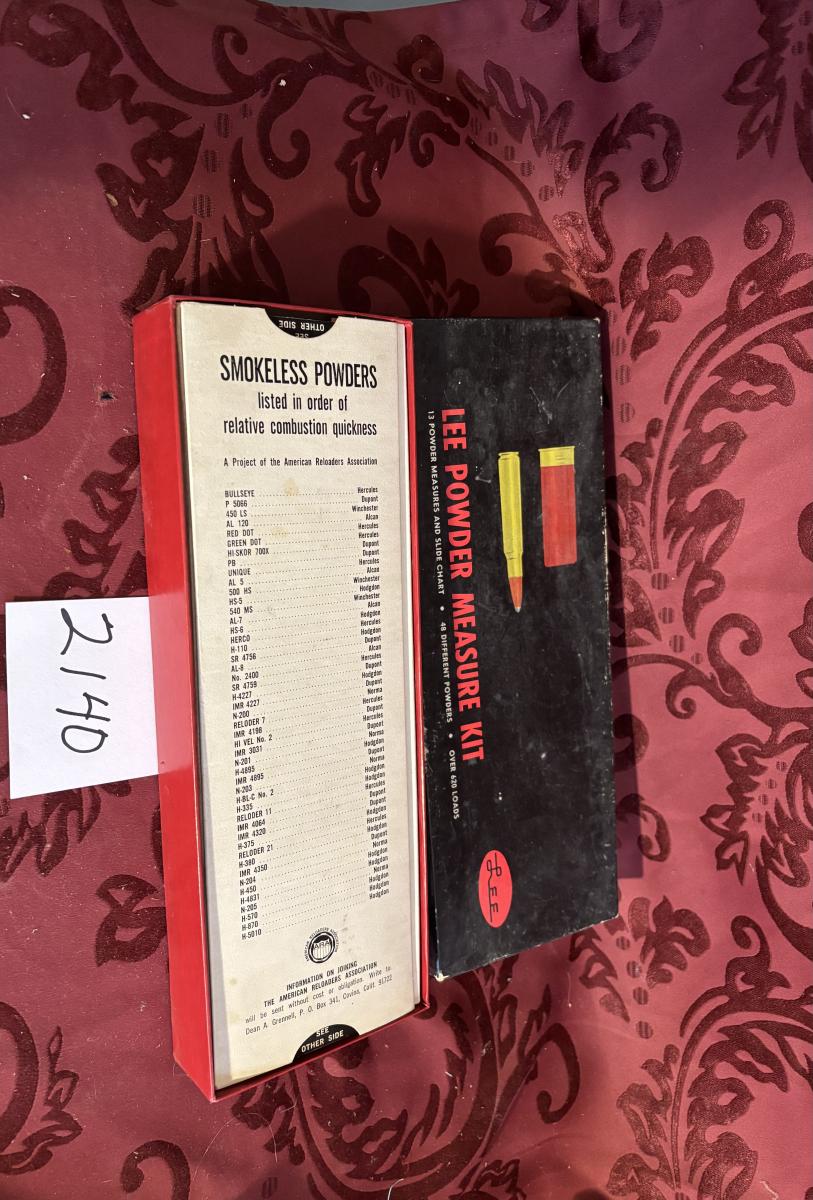 SEE
OTHER SIDE
SMOKELESS POWDERS
listed in order of
relative combustion quickness
A Project of the American Reloaders Association
BULLSEYE Hercules
P 5066 Dupont
450 LS Winchester
AL 120 Alcan
RED DOT Hercules
GREEN DOT Hercules
HI-SKOR 700X Dupont
PB Dupont
UNIQUE Hercules
AL 5 Alcan
500 HS Winchester
HS-5 Hodgdon
540 MS Winchester
AL-7 Alcan
HS-6 Hodgdon
HERCO Hercules
H-110 Hodgdon
SR 4756 Dupont
AL-8 Alcan
No. 2400 Hercules
SR 4759 Dupont
H-4227 Hodgdon
IMR 4227 Dupont
N-200 Norma
RELODER 7 Hercules
IMR 4198 Dupont
HI VEL No. 2 Hercules
IMR 3031 Dupont
N-201 Norma
H-4895 Hodgdon
IMR 4895 Dupont
N-203 Norma
H-BL-C No. 2 Hodgdon
H-335 Hodgdon
RELODER 11 Hercules
IMR 4064 Dupont
IMR 4320 Dupont
H-375 Hodgdon
RELODER 21 Hercules
H-380 Hodgdon
IMR 4350 Dupont
N-204 Norma
H-450 Hodgdon
H-4831 Hodgdon
N-205 Norma
H-570 Hodgdon
H-870 Hodgdon
H-5010 Hodgdon
ARA
INFORMATION ON JOINING
THE AMERICAN RELOADERS ASSOCIATION
will be sent without cost or obligation. Write to
Dean A. Grennell, P. O. Box 341, Covina, Calif. 91722
SEE
OTHER SIDE
LEE POWDER MEASURE KIT
13 POWDER MEASURES AND SLIDE CHART • 48 DIFFERENT POWDERS • OVER 620 LOADS
LEE
2140